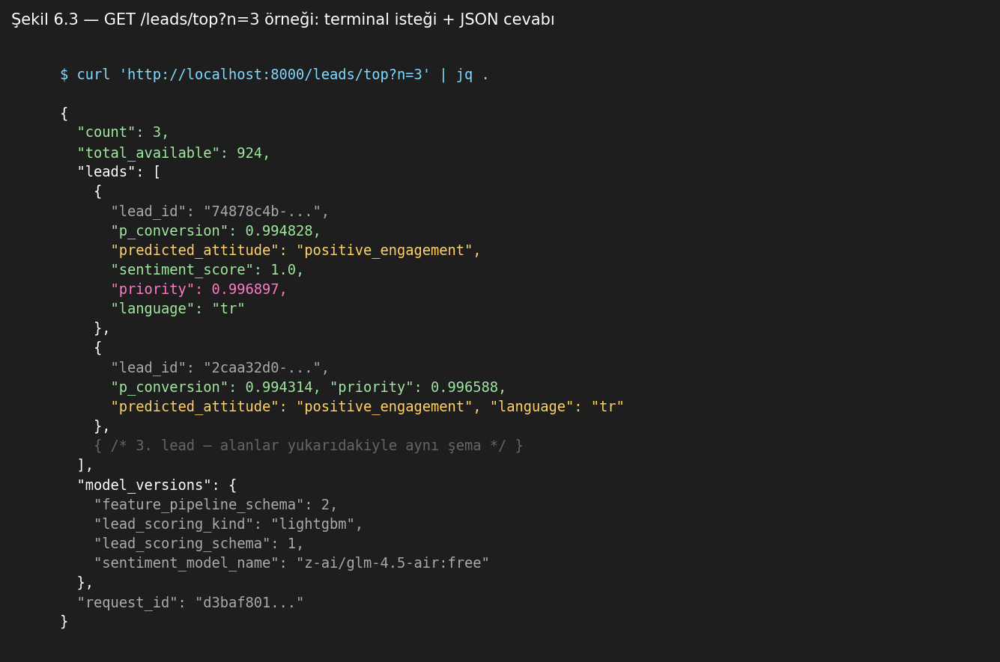 Şekil 6.3 — GET /leads/top?n=3 örneği: terminal isteği + JSON cevabı
$ curl 'http://localhost:8000/leads/top?n=3' | jq .
{
  "count": 3,
  "total_available": 924,
  "leads": [
    {
      "lead_id": "74878c4b-...",
      "p_conversion": 0.994828,
      "predicted_attitude": "positive_engagement",
      "sentiment_score": 1.0,
      "priority": 0.996897,
      "language": "tr"
    },
    {
      "lead_id": "2caa32d0-...",
      "p_conversion": 0.994314, "priority": 0.996588,
      "predicted_attitude": "positive_engagement", "language": "tr"
    },
    { /* 3. lead — alanlar yukarıdakiyle aynı şema */ }
  ],
  "model_versions": {
    "feature_pipeline_schema": 2,
    "lead_scoring_kind": "lightgbm",
    "lead_scoring_schema": 1,
    "sentiment_model_name": "z-ai/glm-4.5-air:free"
  },
  "request_id": "d3baf801..."
}